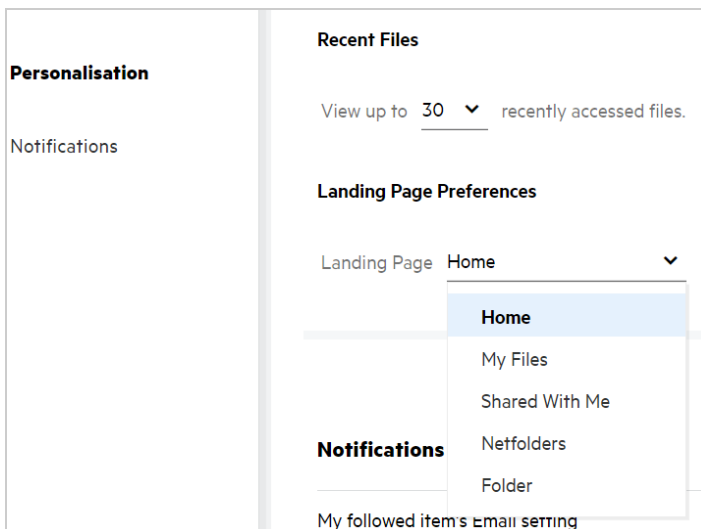 Personalisation
Notifications
Recent Files
View up to 30 recently accessed files.
Landing Page Preferences
Landing Page Home
Home
My Files
Shared With Me
Netfolders
Folder
Notifications
My followed item's Email setting